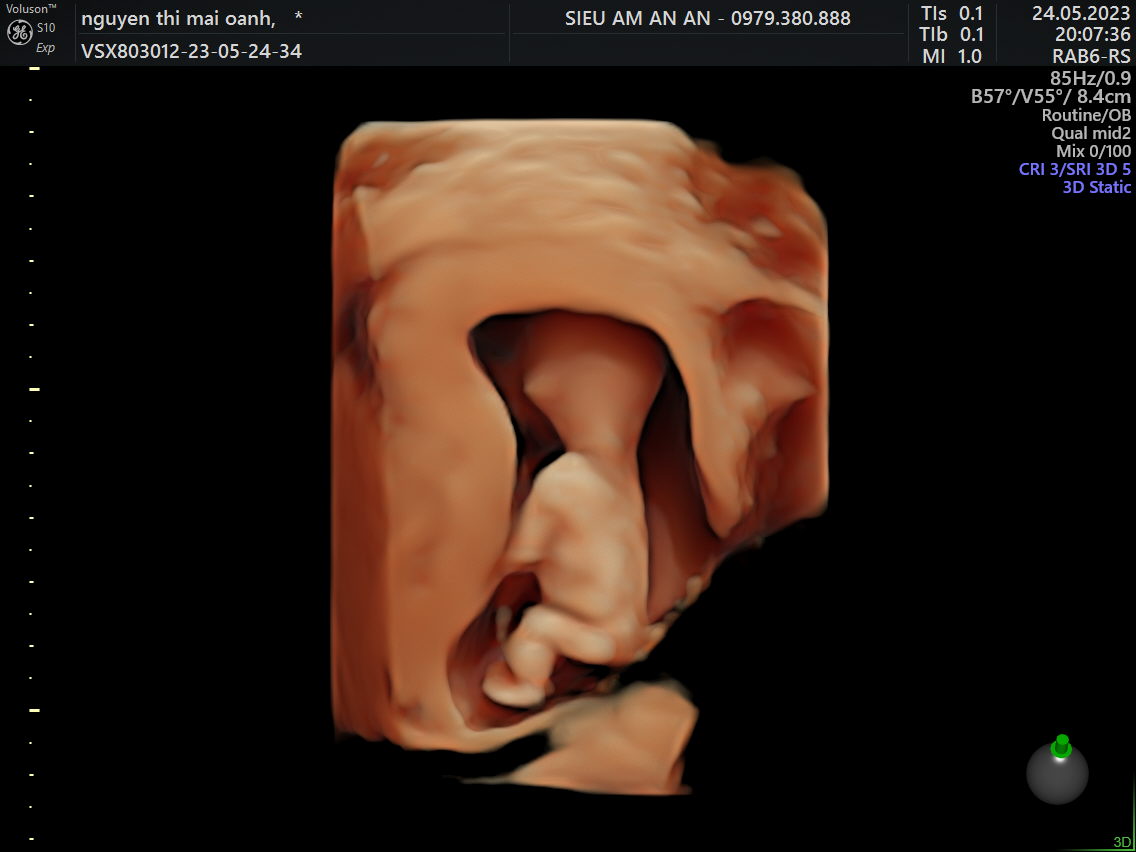 Voluson™
S10
Exp
nguyen thi mai oanh, *
VSX803012-23-05-24-34
SIEU AM AN AN - 0979.380.888
TIs 0.1
TIb 0.1
MI 1.0
24.05.2023
20:07:36
RAB6-RS
85Hz/0.9
B57°/V55°/ 8.4cm
Routine/OB
Qual mid2
Mix 0/100
CRI 3/SRI 3D 5
3D Static
3D